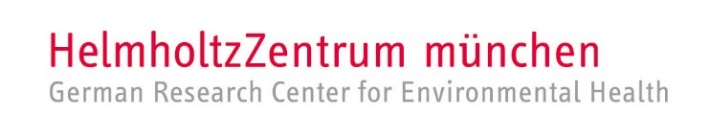 HelmholtzZentrum münchen
German Research Center for Environmental Health